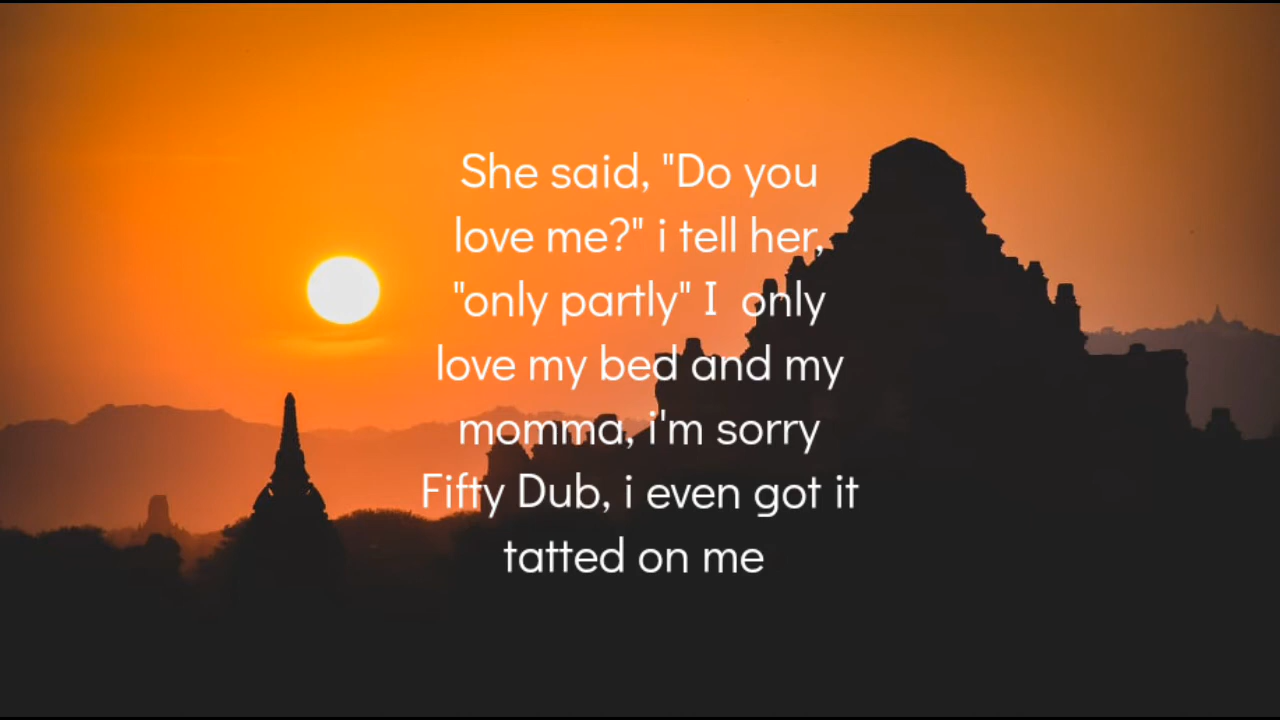 She said, "Do you
love me?" i tell her,
"only partly" I  only
love my bed and my
momma, i'm sorry
Fifty Dub, i even got it
tatted on me